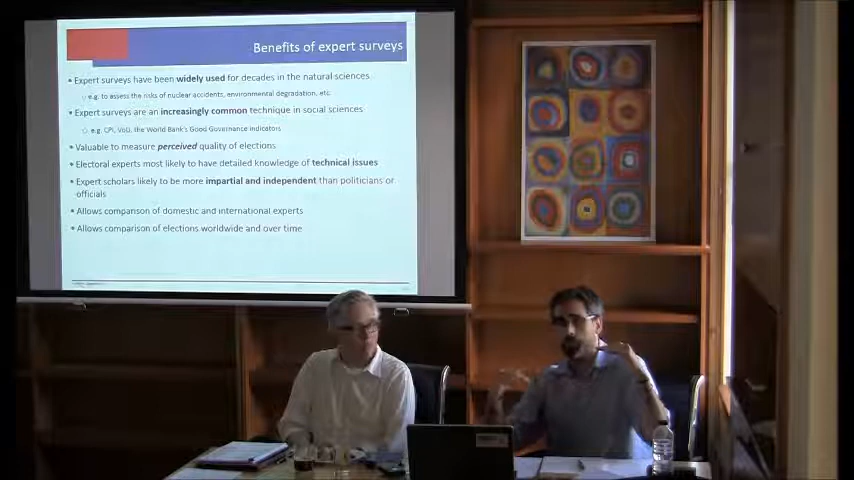 Benefits of expert surveys
• Expert surveys have been widely used for decades in the natural sciences
e.g. to assess the risks of nuclear accidents, environmental degradation, etc.
• Expert surveys are an increasingly common technique in social sciences
e.g. CPI, VoD, the World Bank's Good Governance indicators
• Valuable to measure perceived quality of elections
• Electoral experts most likely to have detailed knowledge of technical issues
• Expert scholars likely to be more impartial and independent than politicians or
officials
• Allows comparison of domestic and international experts
• Allows comparison of elections worldwide and over time